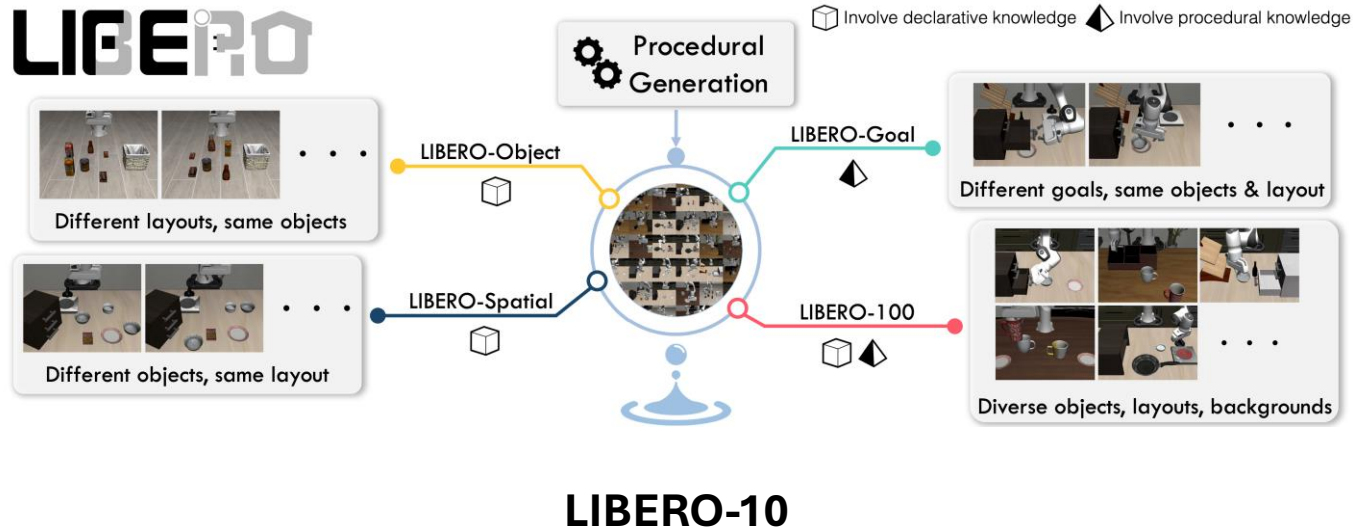 LIBERO
Involve declarative knowledge
Involve procedural knowledge
Procedural
Generation
LIBERO-Object
Different layouts, same objects
LIBERO-Goal
Different goals, same objects & layout
LIBERO-Spatial
Different objects, same layout
LIBERO-100
Diverse objects, layouts, backgrounds
LIBERO-10